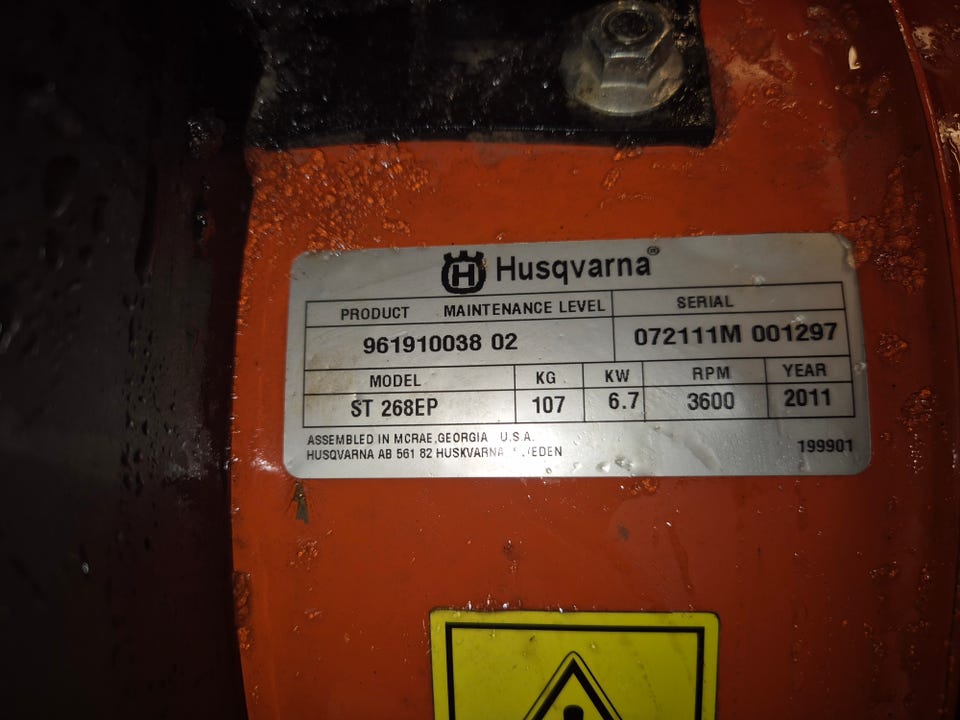 H Husqvarna®
PRODUCT MAINTENANCE LEVEL SERIAL
961910038 02 072111M 001297
MODEL KG KW RPM YEAR
ST 268EP 107 6.7 3600 2011
ASSEMBLED IN MCRAE,GEORGIA U.S.A.
HUSQVARNA AB 561 82 HUSKVARNA
199901